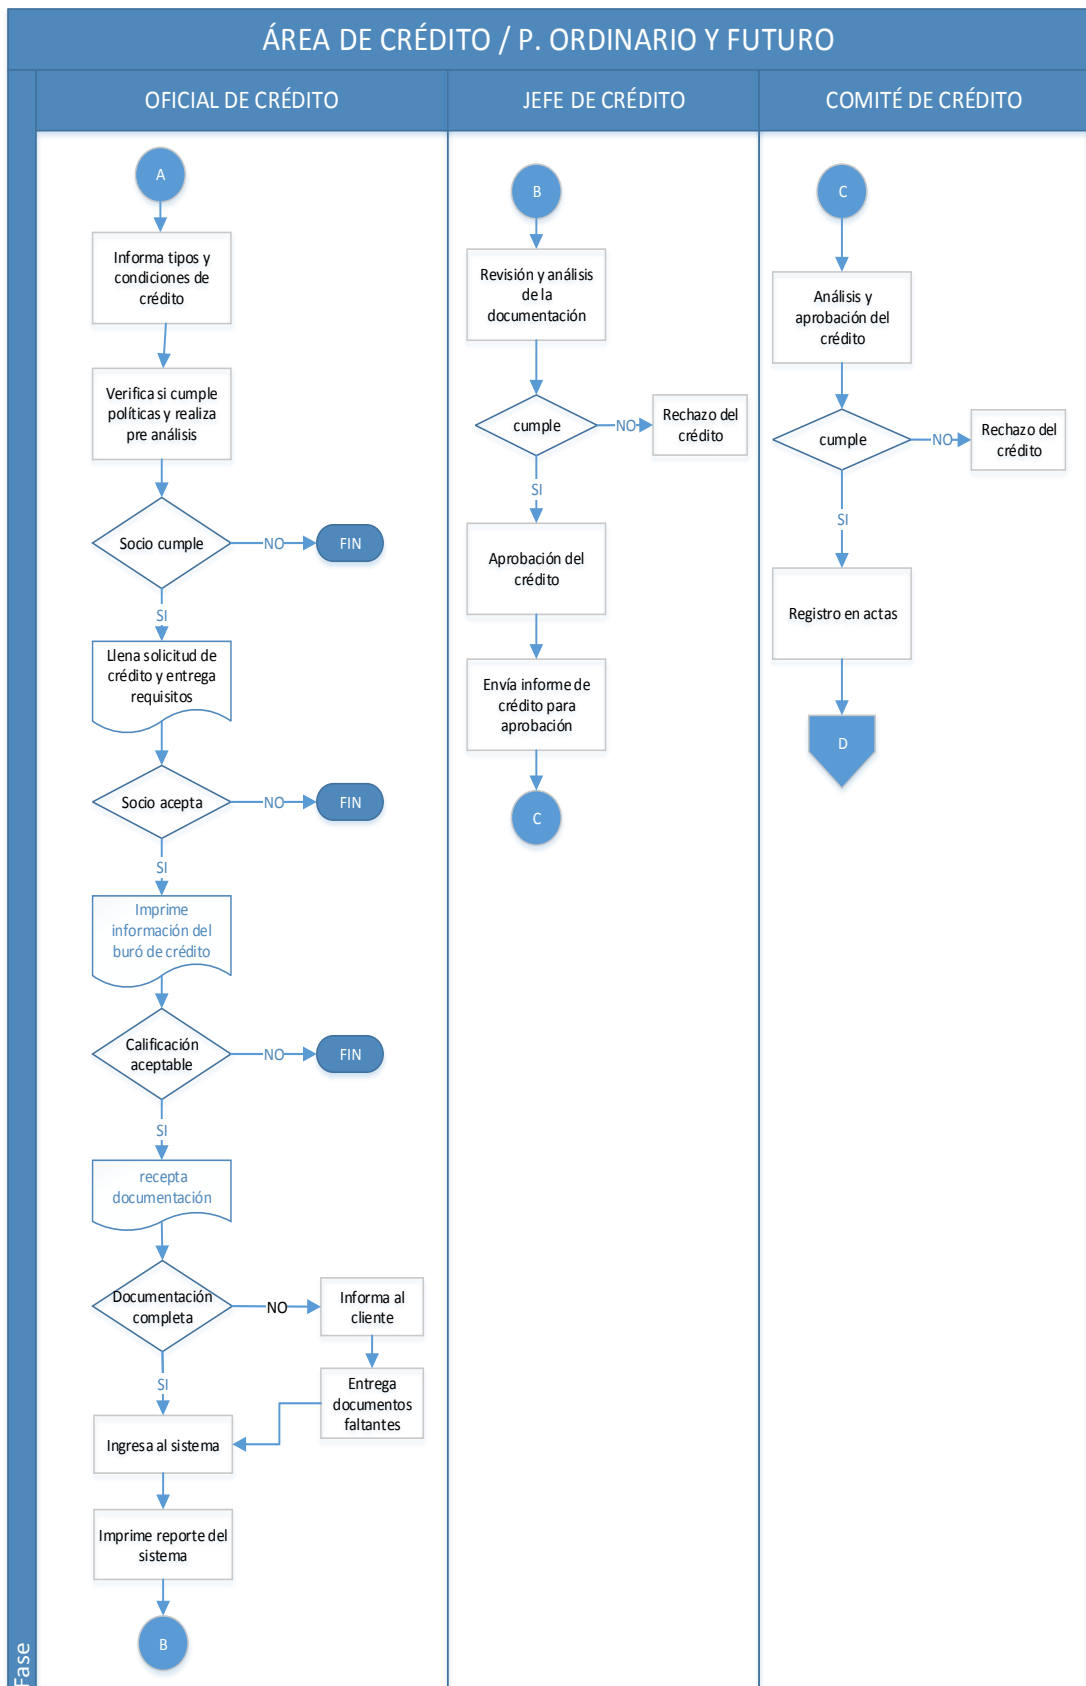 ÁREA DE CRÉDITO / P. ORDINARIO Y FUTURO
OFICIAL DE CRÉDITO
JEFE DE CRÉDITO
COMITÉ DE CRÉDITO
A
Informa tipos y
condiciones de
crédito
Verifica si cumple
políticas y realiza
pre análisis
Socio cumple
NO
FIN
SI
Llena solicitud de
crédito y entrega
requisitos
Socio acepta
NO
FIN
SI
Imprime
información del
buró de crédito
Calificación
aceptable
NO
FIN
SI
recepta
documentación
Documentación
completa
NO
Informa al
cliente
Entrega
documentos
faltantes
SI
Ingresa al sistema
Imprime reporte del
sistema
B
B
Revisión y análisis
de la
documentación
cumple
NO
Rechazo del
crédito
SI
Aprobación del
crédito
Envía informe de
crédito para
aprobación
C
C
Análisis y
aprobación del
crédito
cumple
NO
Rechazo del
crédito
SI
Registro en actas
D
Fase